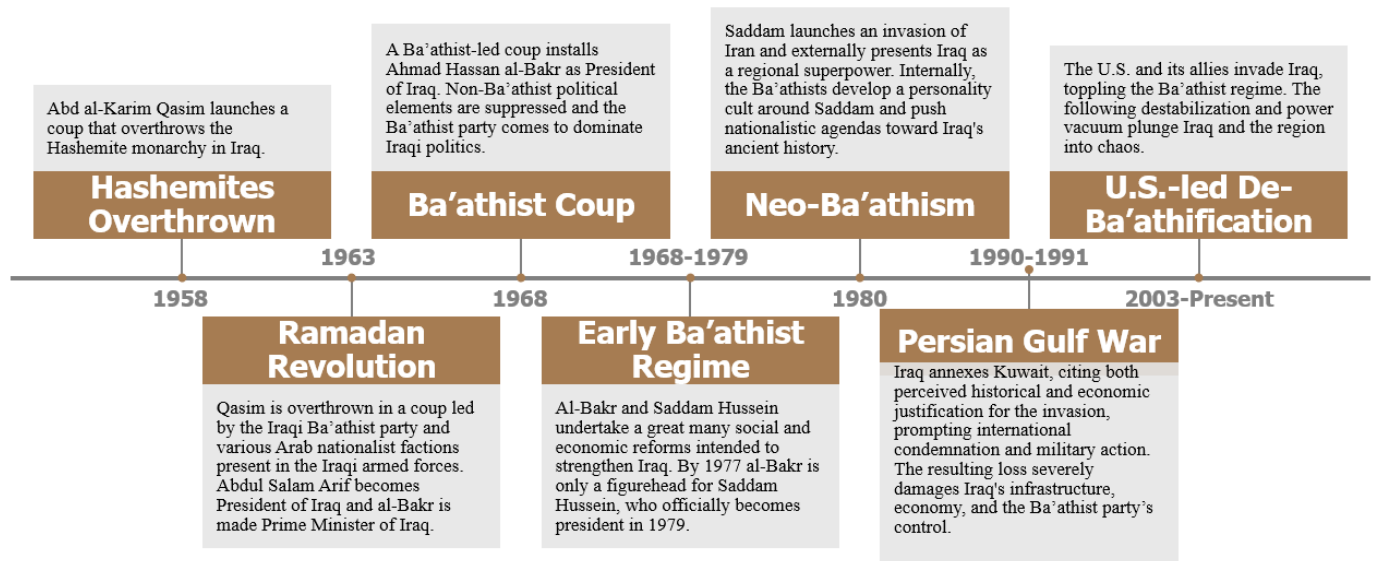 Abd al-Karim Qasim launches a
coup that overthrows the
Hashemite monarchy in Iraq.
Hashemites
Overthrown
1958
1963
Ramadan
Revolution
Qasim is overthrown in a coup led
by the Iraqi Ba’athist party and
various Arab nationalist factions
present in the Iraqi armed forces.
Abdul Salam Arif becomes
President of Iraq and al-Bakr is
made Prime Minister of Iraq.
A Ba’athist-led coup installs
Ahmad Hassan al-Bakr as President
of Iraq. Non-Ba’athist political
elements are suppressed and the
Ba’athist party comes to dominate
Iraqi politics.
Ba’athist Coup
1968
1968-1979
Early Ba’athist
Regime
Al-Bakr and Saddam Hussein
undertake a great many social and
economic reforms intended to
strengthen Iraq. By 1977 al-Bakr is
only a figurehead for Saddam
Hussein, who officially becomes
president in 1979.
Saddam launches an invasion of
Iran and externally presents Iraq as
a regional superpower. Internally,
the Ba’athists develop a personality
cult around Saddam and push
nationalistic agendas toward Iraq's
ancient history.
Neo-Ba’athism
1980
1990-1991
Persian Gulf War
Iraq annexes Kuwait, citing both
perceived historical and economic
justification for the invasion,
prompting international
condemnation and military action.
The resulting loss severely
damages Iraq's infrastructure,
economy, and the Ba’athist party’s
control.
The U.S. and its allies invade Iraq,
toppling the Ba’athist regime. The
following destabilization and power
vacuum plunge Iraq and the region
into chaos.
U.S.-led De-
Ba’athification
2003-Present